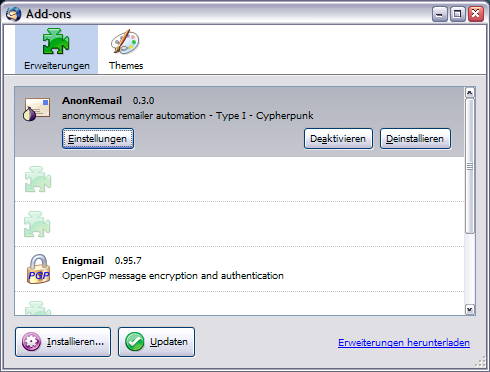 Add-ons
Erweiterungen
Themes
AnonRemail 0.3.0
anonymous remailer automation - Type I - Cypherpunk
Einstellungen
Deaktivieren
Deinstallieren
Enigmail 0.95.7
PGP
OpenPGP message encryption and authentication
Installieren...
Updaten
Erweiterungen herunterladen